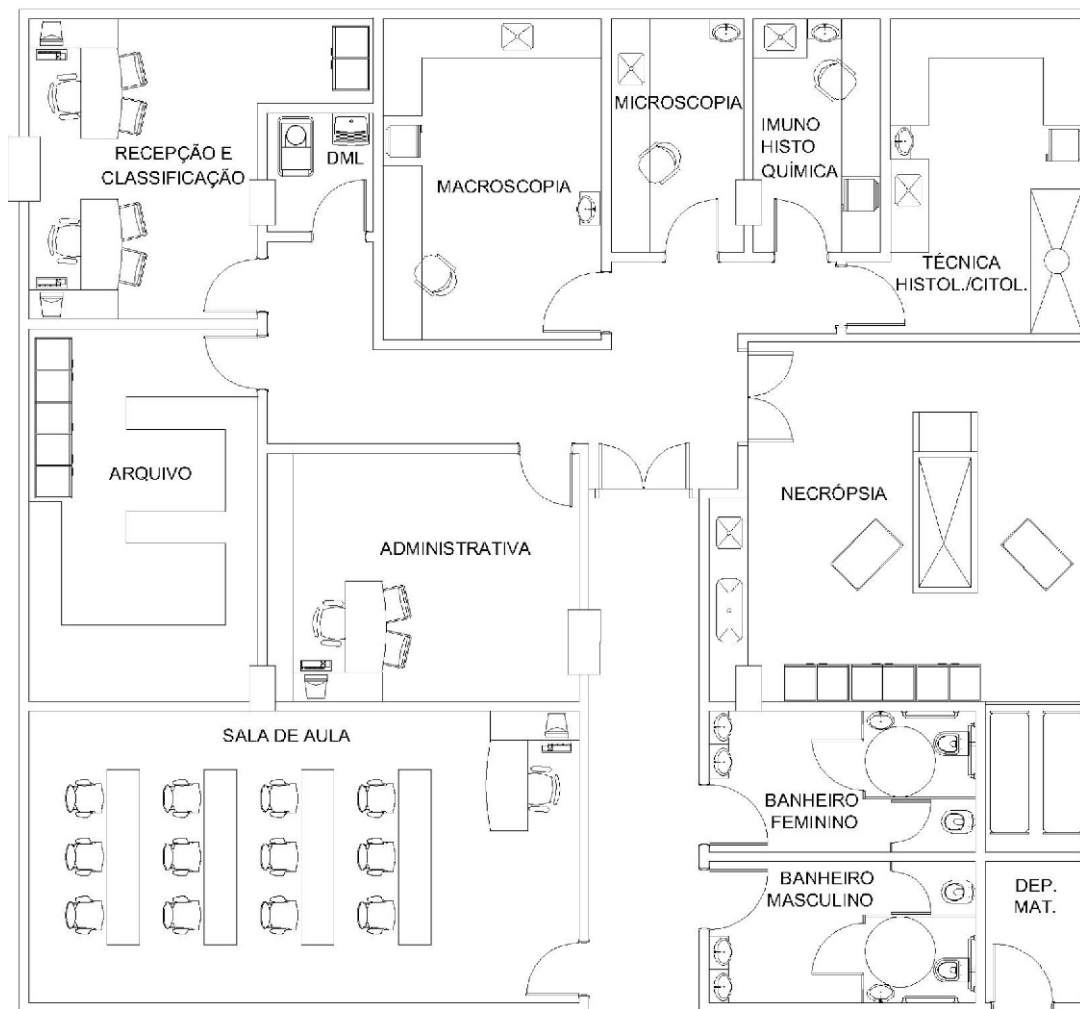 RECEPÇÃO E
CLASSIFICAÇÃO
DML
MACROSCOPIA
MICROSCOPIA
IMUNO
HISTO
QUÍMICA
TÉCNICA
HISTOL./CITOL.
ARQUIVO
ADMINISTRATIVA
NECRÓPSIA
SALA DE AULA
BANHEIRO
FEMININO
BANHEIRO
MASCULINO
DEP.
MAT.